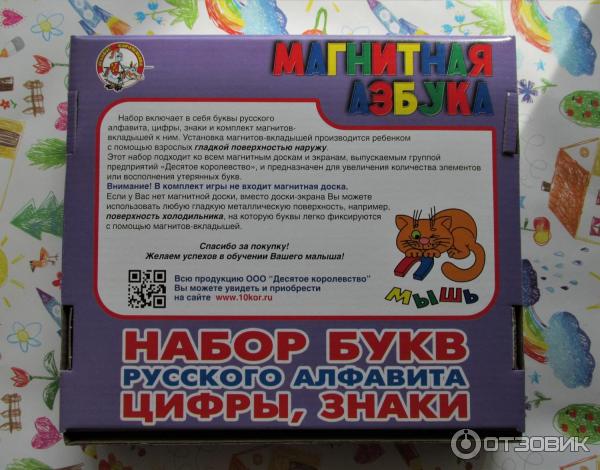 МАГНИТНАЯ
АЗБУКА
Набор включает в себя буквы русского
алфавита, цифры, знаки и комплект магнитов-
вкладышей к ним. Установка магнитов-вкладышей производится ребенком
с помощью взрослых гладкой поверхностью наружу.
Этот набор подходит ко всем магнитным доскам и экранам, выпускаемым группой
предприятий «Десятое королевство», и предназначен для увеличения количества элементов
или восполнения утерянных букв.
Внимание! В комплект игры не входит магнитная доска.
Если у Вас нет магнитной доски, вместо доски-экрана Вы можете
использовать любую гладкую металлическую поверхность, например,
поверхность холодильника, на которую буквы легко фиксируются
с помощью магнитов-вкладышей.
Спасибо за покупку!
Желаем успехов в обучении Вашего малыша!
Всю продукцию ООО "Десятое королевство"
Вы можете увидеть и приобрести
на сайте www.10kor.ru
МЫШЬ
НАБОР БУКВ
РУССКОГО АЛФАВИТА
ЦИФРЫ, ЗНАКИ
ОТЗОВИК